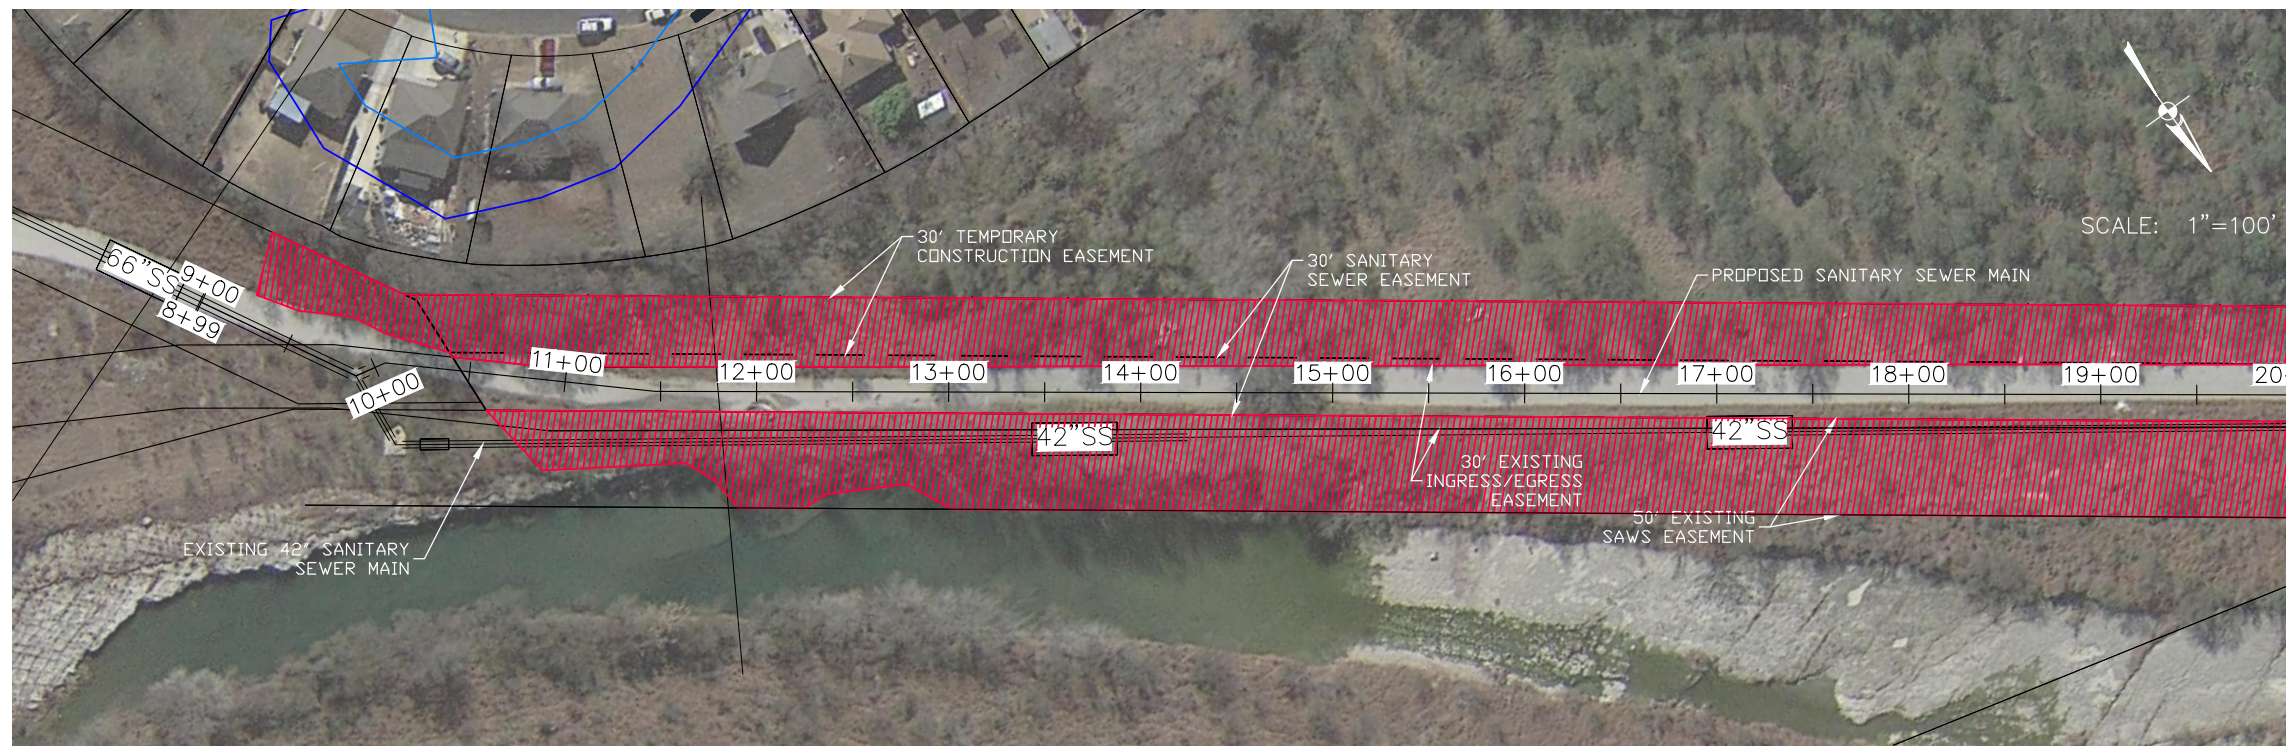 SCALE: 1"=100'
30' TEMPORARY
CONSTRUCTION EASEMENT
30' SANITARY
SEWER EASEMENT
PROPOSED SANITARY SEWER MAIN
66"SS
9+00
8+99
10+00
11+00
12+00
13+00
14+00
15+00
16+00
17+00
18+00
19+00
20
42"SS
42"SS
30' EXISTING
INGRESS/EGRESS
EASEMENT
50' EXISTING
SAWS EASEMENT
EXISTING 42" SANITARY
SEWER MAIN